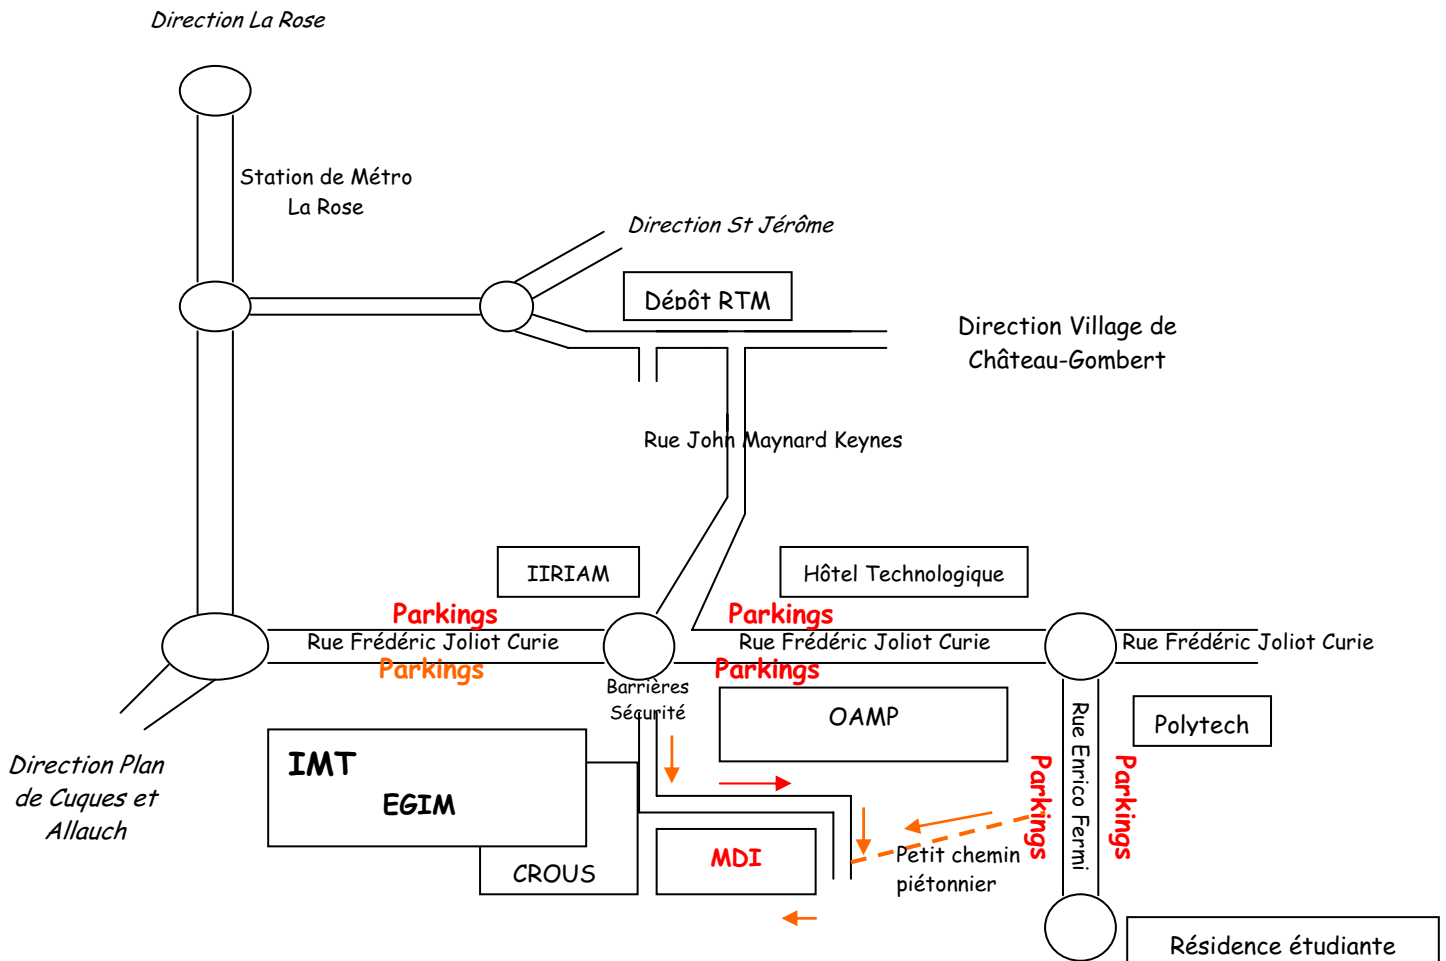 Direction La Rose
Station de Métro
La Rose
Direction St Jérôme
Dépôt RTM
Direction Village de
Château-Gombert
Rue John Maynard Keynes
IIRIAM
Hôtel Technologique
Parkings
Parkings
Rue Frédéric Joliot Curie
Rue Frédéric Joliot Curie
Rue Frédéric Joliot Curie
Parkings
Parkings
Barrières
Sécurité
OAMP
Rue Enrico Fermi
Polytech
Direction Plan
de Cuques et
Allauch
IMT
EGIM
Parkings
Parkings
MDI
CROUS
Petit chemin
piétonnier
Résidence étudiante